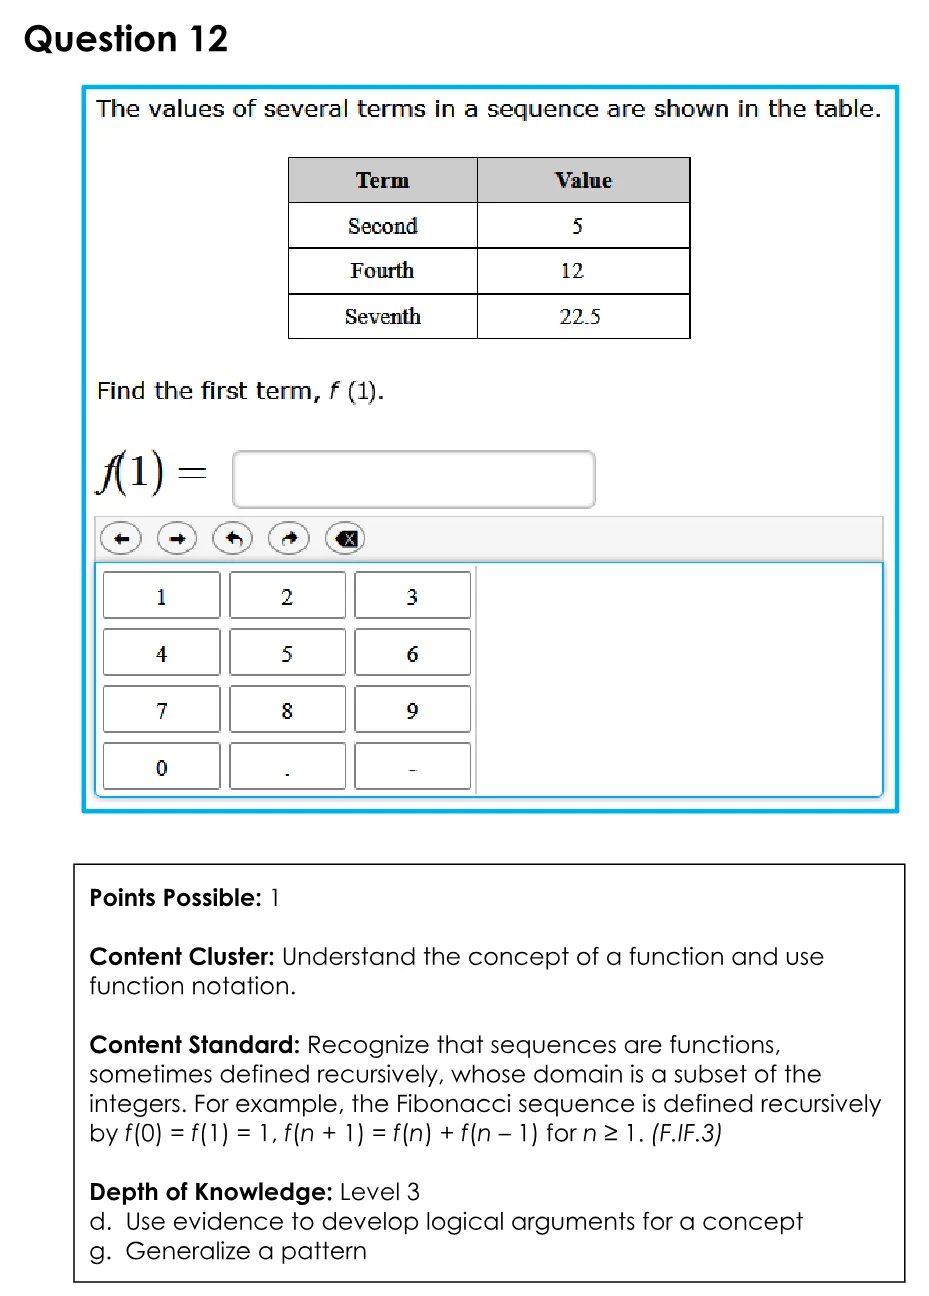 Question 12
The values of several terms in a sequence are shown in the table.
Term Value
Second 5
Fourth 12
Seventh 22.5
Find the first term, f (1).
f(1) =
← → X
1 2 3
4 5 6
7 8 9
0 . -
Points Possible: 1
Content Cluster: Understand the concept of a function and use
function notation.
Content Standard: Recognize that sequences are functions,
sometimes defined recursively, whose domain is a subset of the
integers. For example, the Fibonacci sequence is defined recursively
by f(0) = f(1) = 1, f(n + 1) = f(n) + f(n – 1) for n ≥ 1. (F.IF.3)
Depth of Knowledge: Level 3
d. Use evidence to develop logical arguments for a concept
g. Generalize a pattern